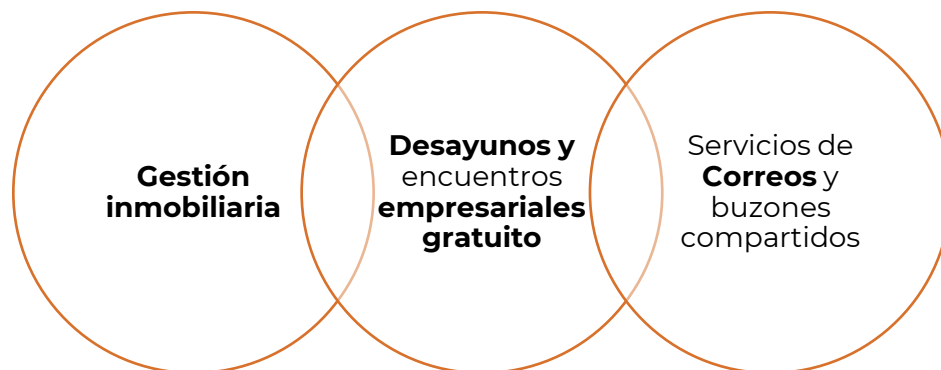 Gestión
inmobiliaria
Desayunos y
encuentros
empresariales
gratuito
Servicios de
Correos y
buzones
compartidos